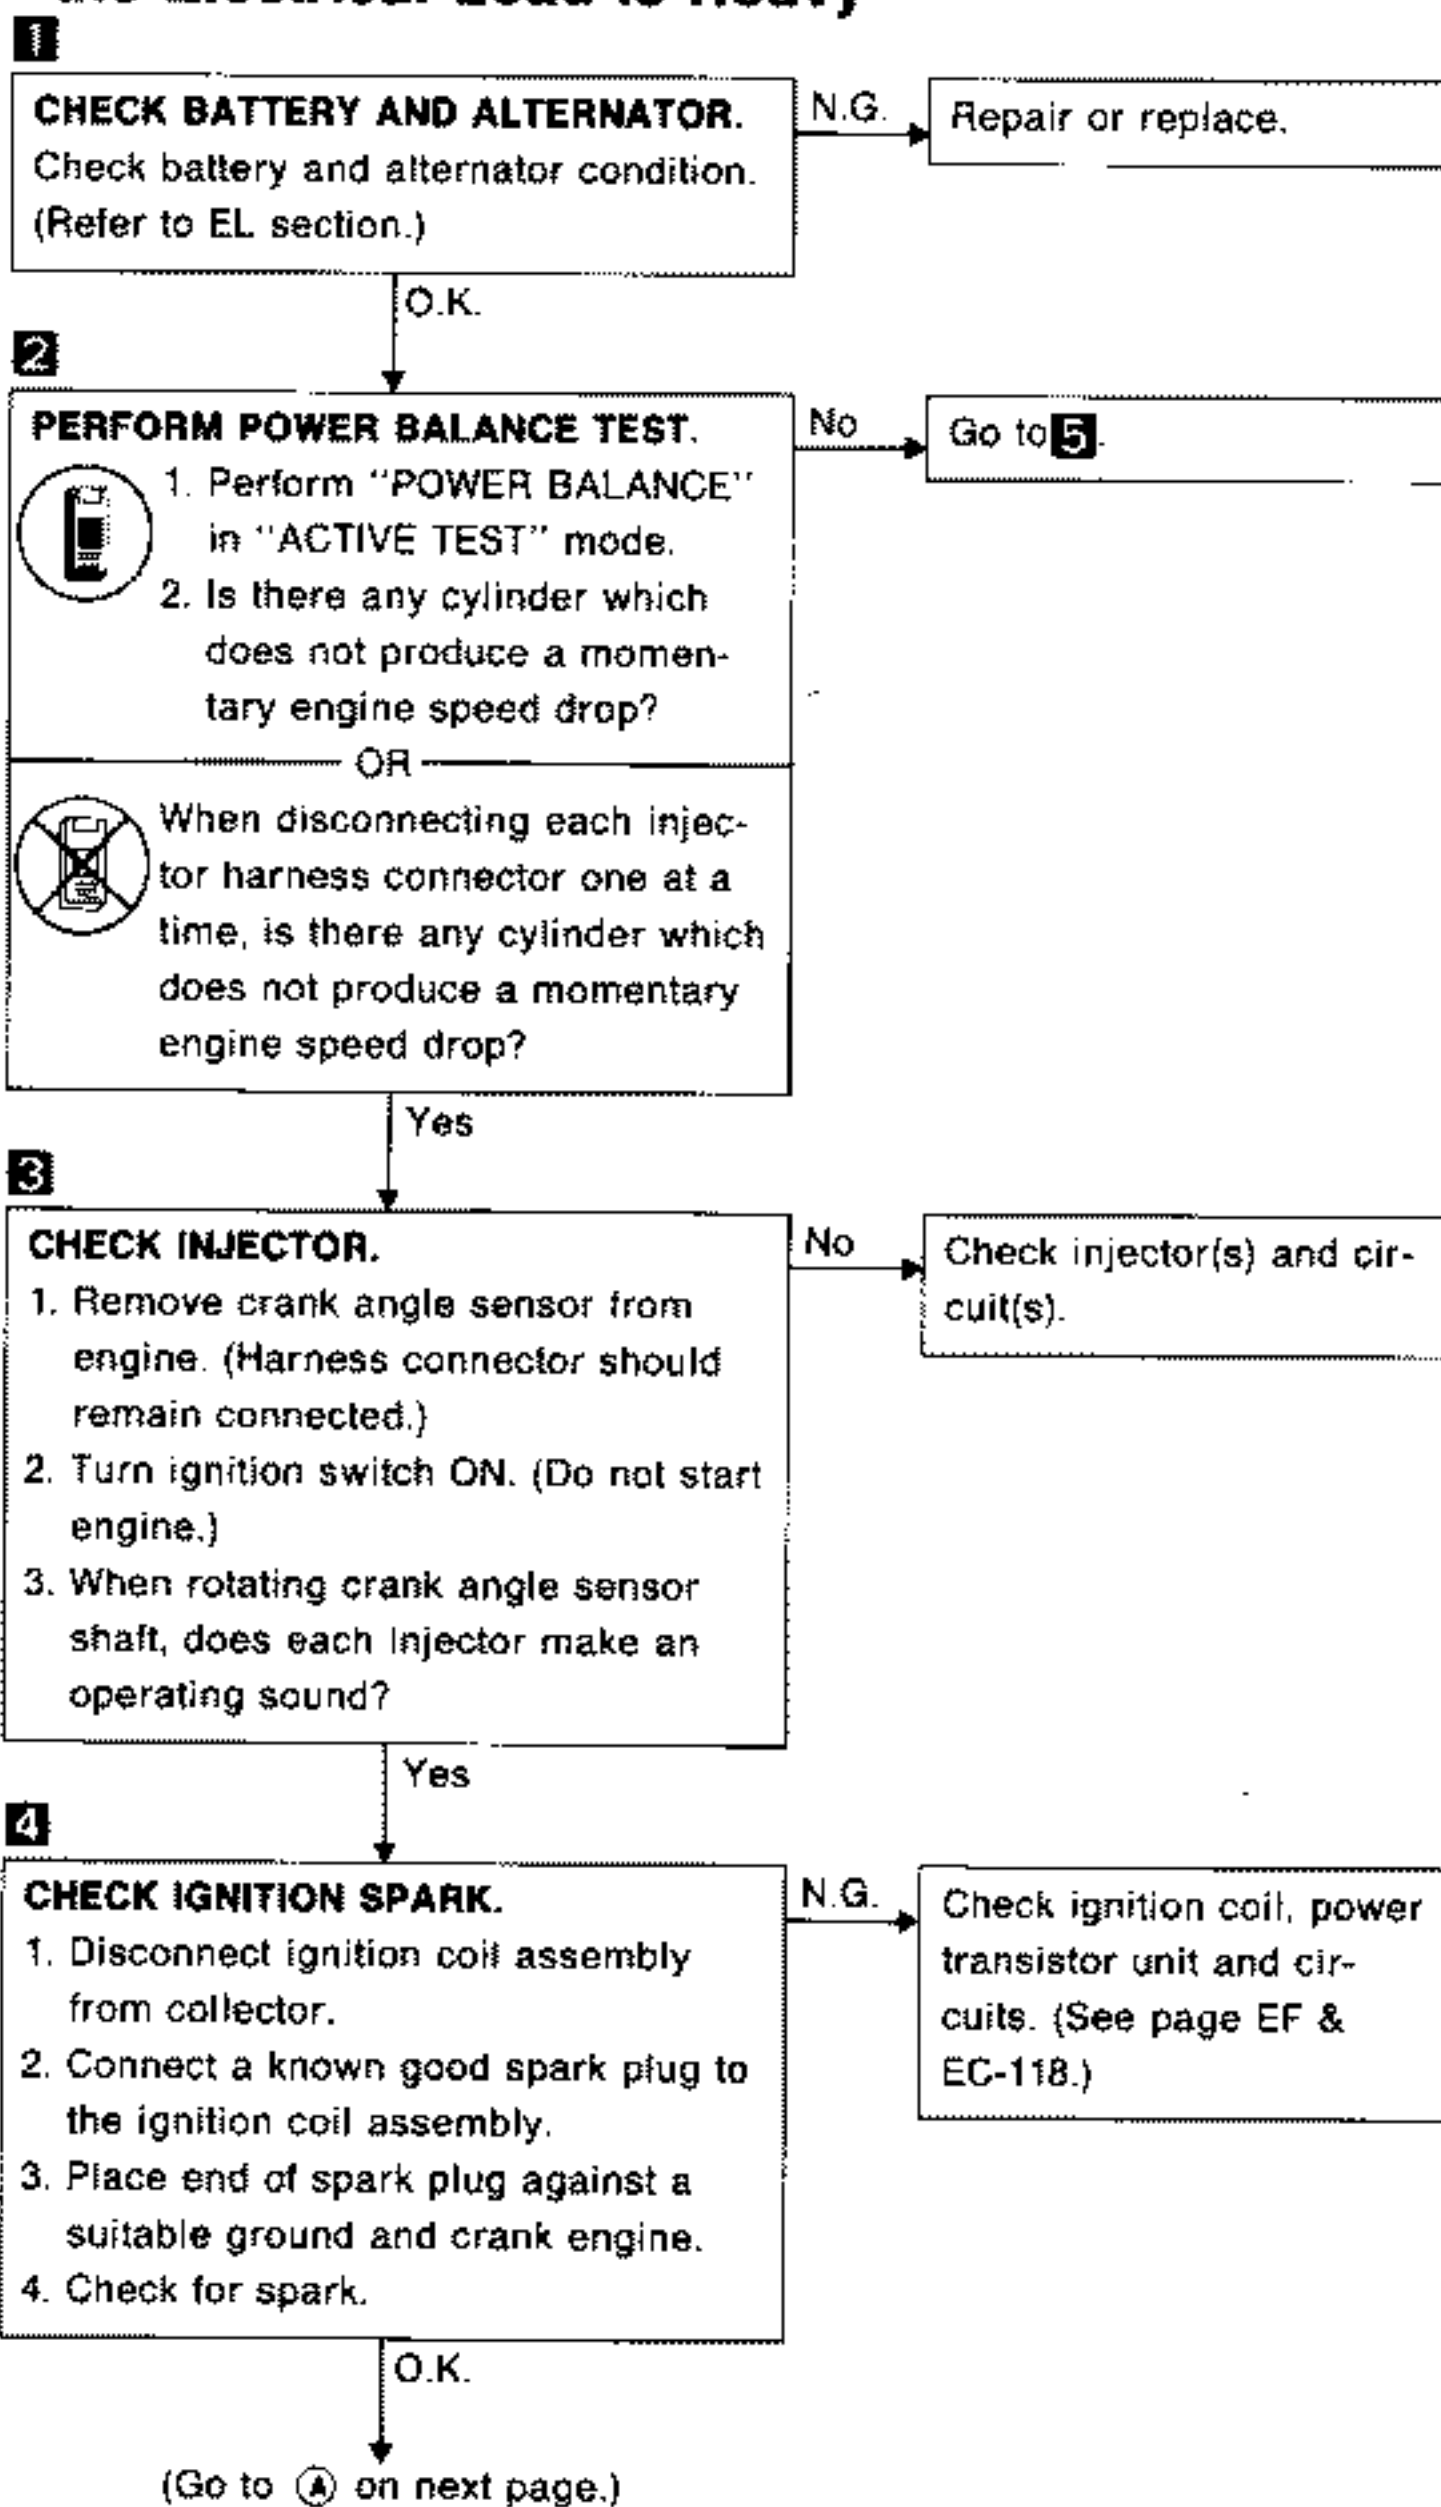 1
CHECK BATTERY AND ALTERNATOR.
Check battery and alternator condition.
(Refer to EL section.)
N.G.
Repair or replace.
O.K.
2
PERFORM POWER BALANCE TEST.
1. Perform "POWER BALANCE"
in "ACTIVE TEST" mode.
2. Is there any cylinder which
does not produce a momen-
tary engine speed drop?
No
Go to 5.
OR
When disconnecting each injec-
tor harness connector one at a
time, is there any cylinder which
does not produce a momentary
engine speed drop?
Yes
3
CHECK INJECTOR.
1. Remove crank angle sensor from
engine. (Harness connector should
remain connected.)
2. Turn ignition switch ON. (Do not start
engine.)
3. When rotating crank angle sensor
shaft, does each injector make an
operating sound?
No
Check injector(s) and cir-
cuit(s).
Yes
4
CHECK IGNITION SPARK.
1. Disconnect ignition coil assembly
from collector.
2. Connect a known good spark plug to
the ignition coil assembly.
3. Place end of spark plug against a
suitable ground and crank engine.
4. Check for spark.
N.G.
Check ignition coil, power
transistor unit and cir-
cuits. (See page EF &
EC-118.)
O.K.
(Go to A on next page.)